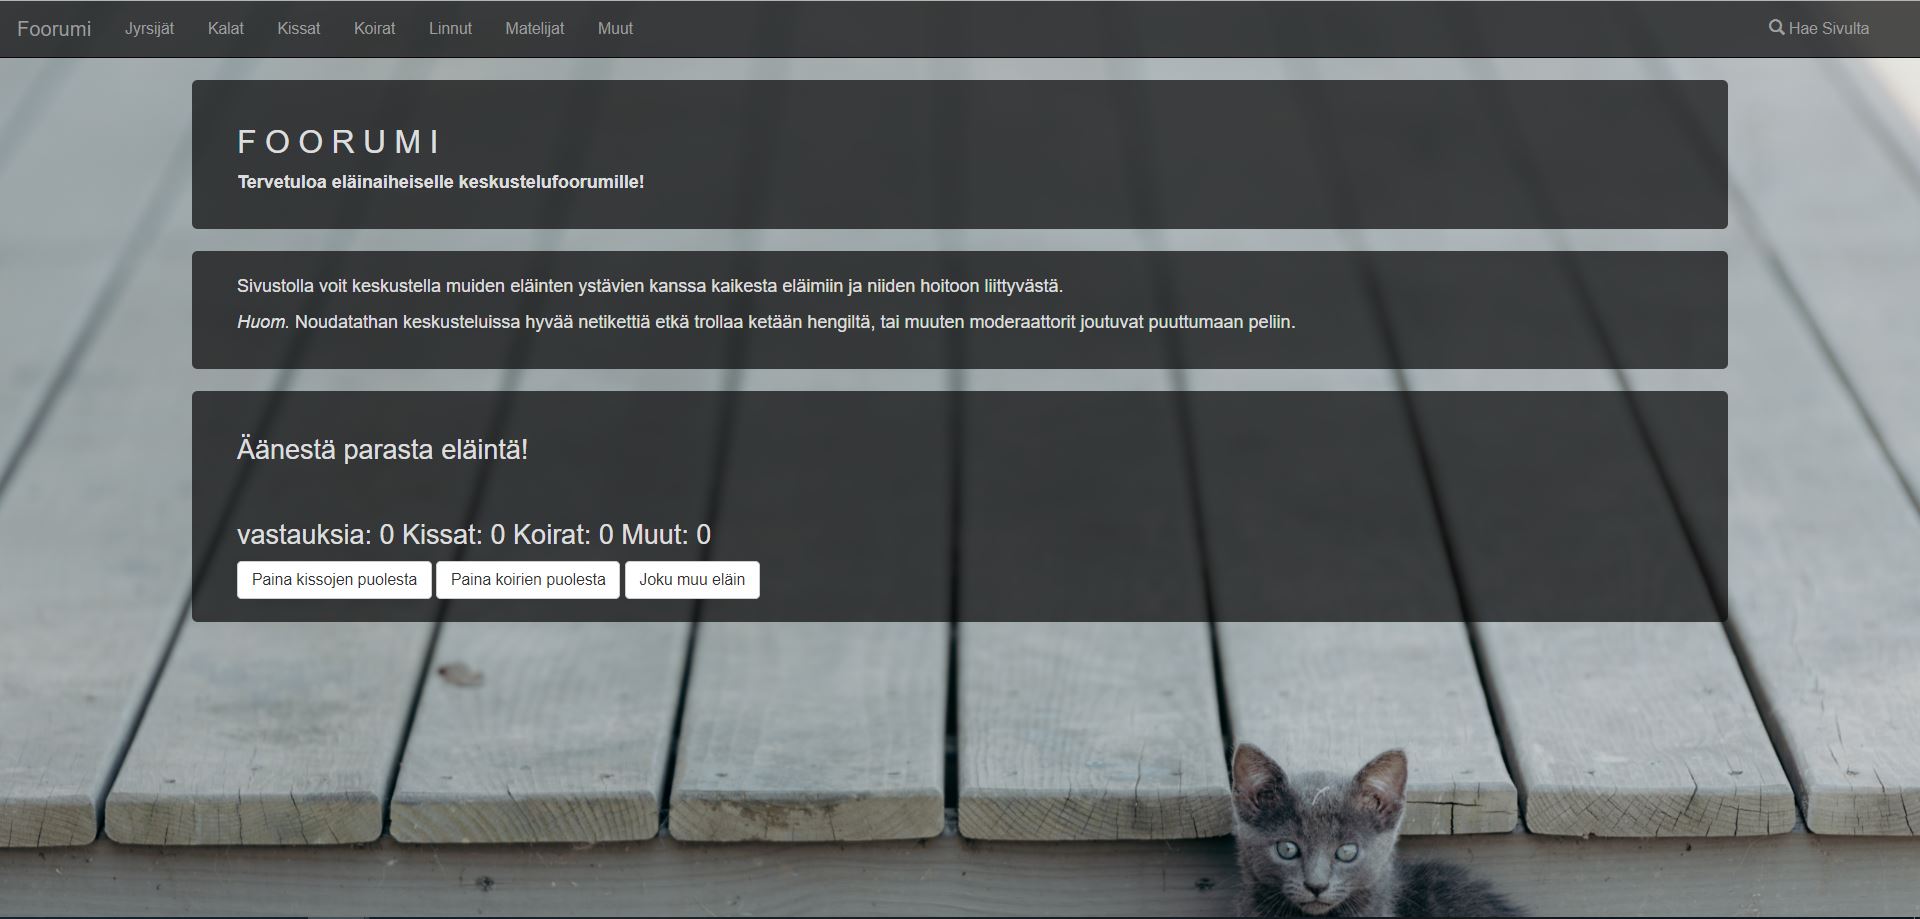 Foorumi Jyrsijät Kalat Kissat Koirat Linnut Matelijat Muut Hae Sivulta
F O O R U M I
Tervetuloa eläinaiheiselle keskustelufoorumille!
Sivustolla voit keskustella muiden eläinten ystävien kanssa kaikesta eläimiin ja niiden hoitoon liittyvästä.
Huom. Noudatathan keskusteluissa hyvää netikettiä etkä trollaa ketään hengiltä, tai muuten moderaattorit joutuvat puuttumaan peliin.
Äänestä parasta eläintä!
vastauksia: 0 Kissat: 0 Koirat: 0 Muut: 0
Paina kissojen puolesta Paina koirien puolesta Joku muu eläin